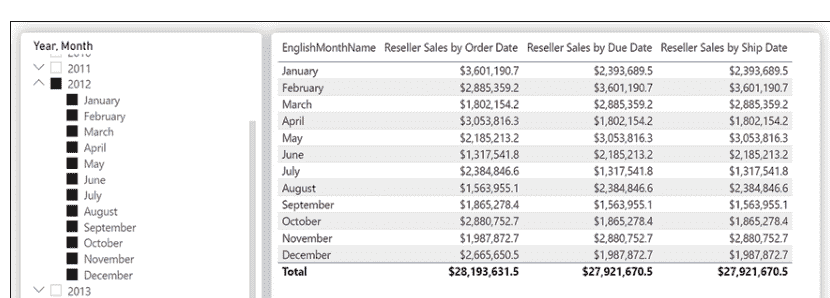 Year, Month
2011
2012
January
February
March
April
May
June
July
August
September
October
November
December
2013
EnglishMonthName Reseller Sales by Order Date Reseller Sales by Due Date Reseller Sales by Ship Date
January $3,601,190.7 $2,393,689.5 $2,393,689.5
February $2,885,359.2 $3,601,190.7 $3,601,190.7
March $1,802,154.2 $2,885,359.2 $2,885,359.2
April $3,053,816.3 $1,802,154.2 $1,802,154.2
May $2,185,213.2 $3,053,816.3 $3,053,816.3
June $1,317,541.8 $2,185,213.2 $2,185,213.2
July $2,384,846.6 $1,317,541.8 $1,317,541.8
August $1,563,955.1 $2,384,846.6 $2,384,846.6
September $1,865,278.4 $1,563,955.1 $1,563,955.1
October $2,880,752.7 $1,865,278.4 $1,865,278.4
November $1,987,872.7 $2,880,752.7 $2,880,752.7
December $2,665,650.5 $1,987,872.7 $1,987,872.7
Total $28,193,631.5 $27,921,670.5 $27,921,670.5